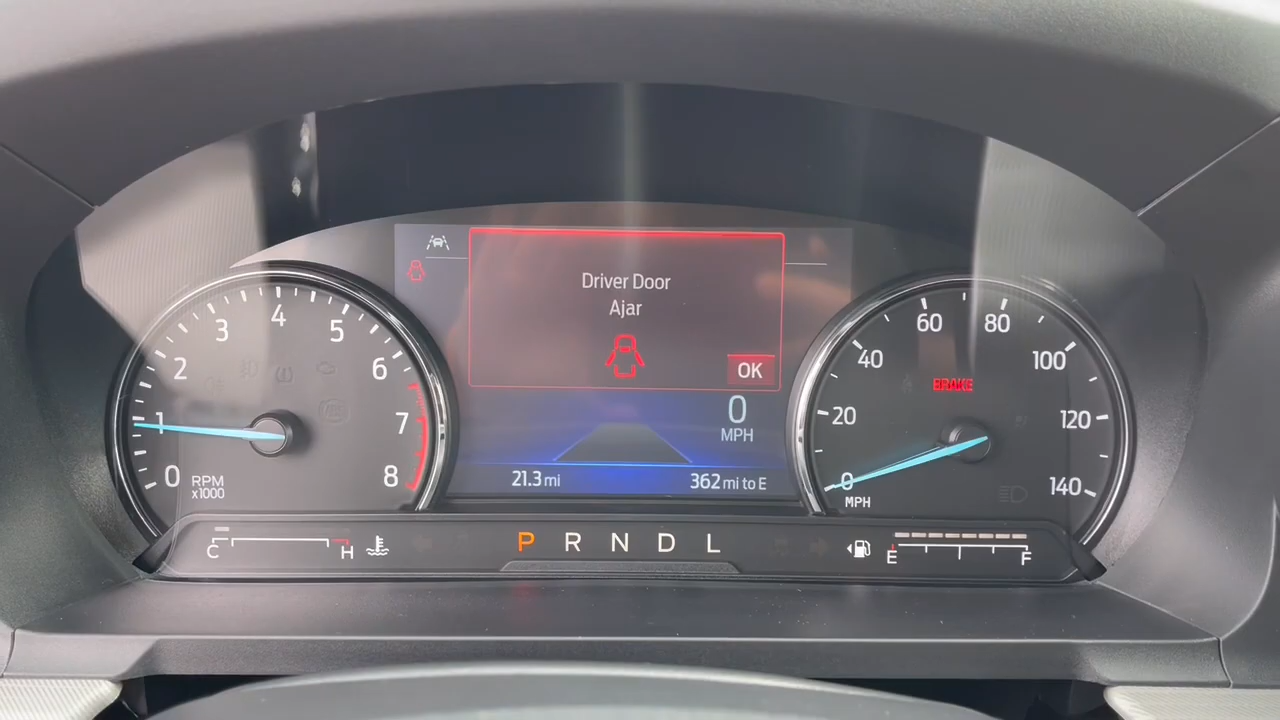 Driver Door
Ajar
OK
0
MPH
21.3 mi
362 mi to E
0
1
2
3
4
5
6
7
8
RPM
x1000
0
20
40
60
80
100
120
140
MPH
BRAKE
C
H
P R N D L
E
F